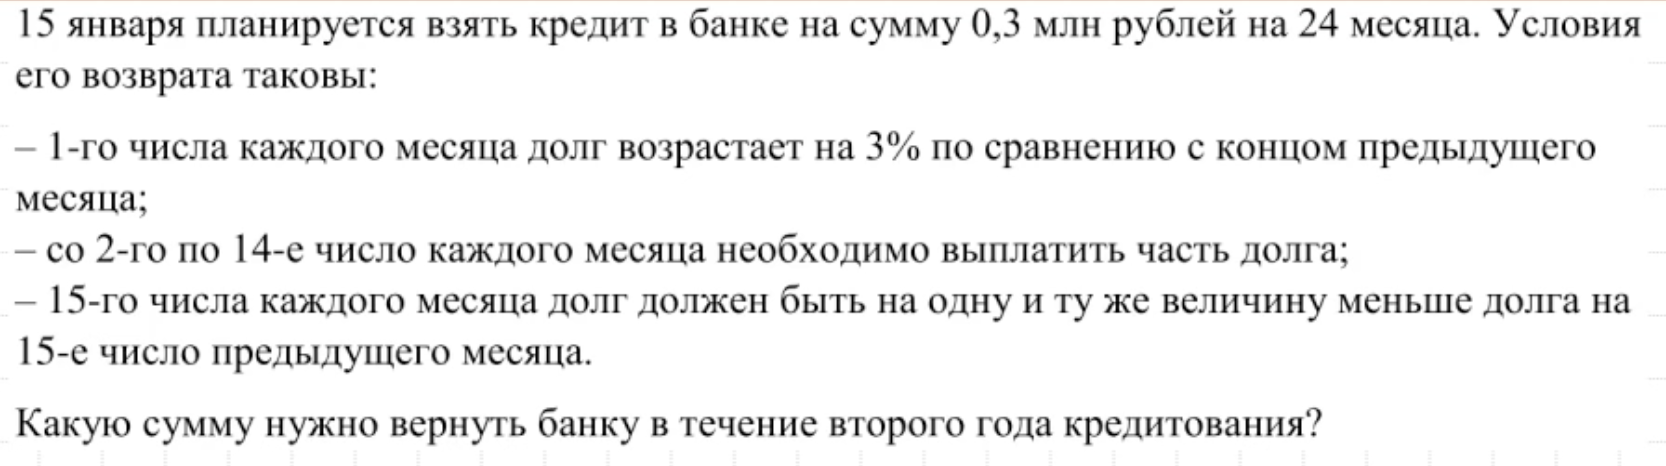 15 января планируется взять кредит в банке на сумму 0,3 млн рублей на 24 месяца. Условия
его возврата таковы:
– 1-го числа каждого месяца долг возрастает на 3% по сравнению с концом предыдущего
месяца;
– со 2-го по 14-е число каждого месяца необходимо выплатить часть долга;
– 15-го числа каждого месяца долг должен быть на одну и ту же величину меньше долга на
15-е число предыдущего месяца.
Какую сумму нужно вернуть банку в течение второго года кредитования?